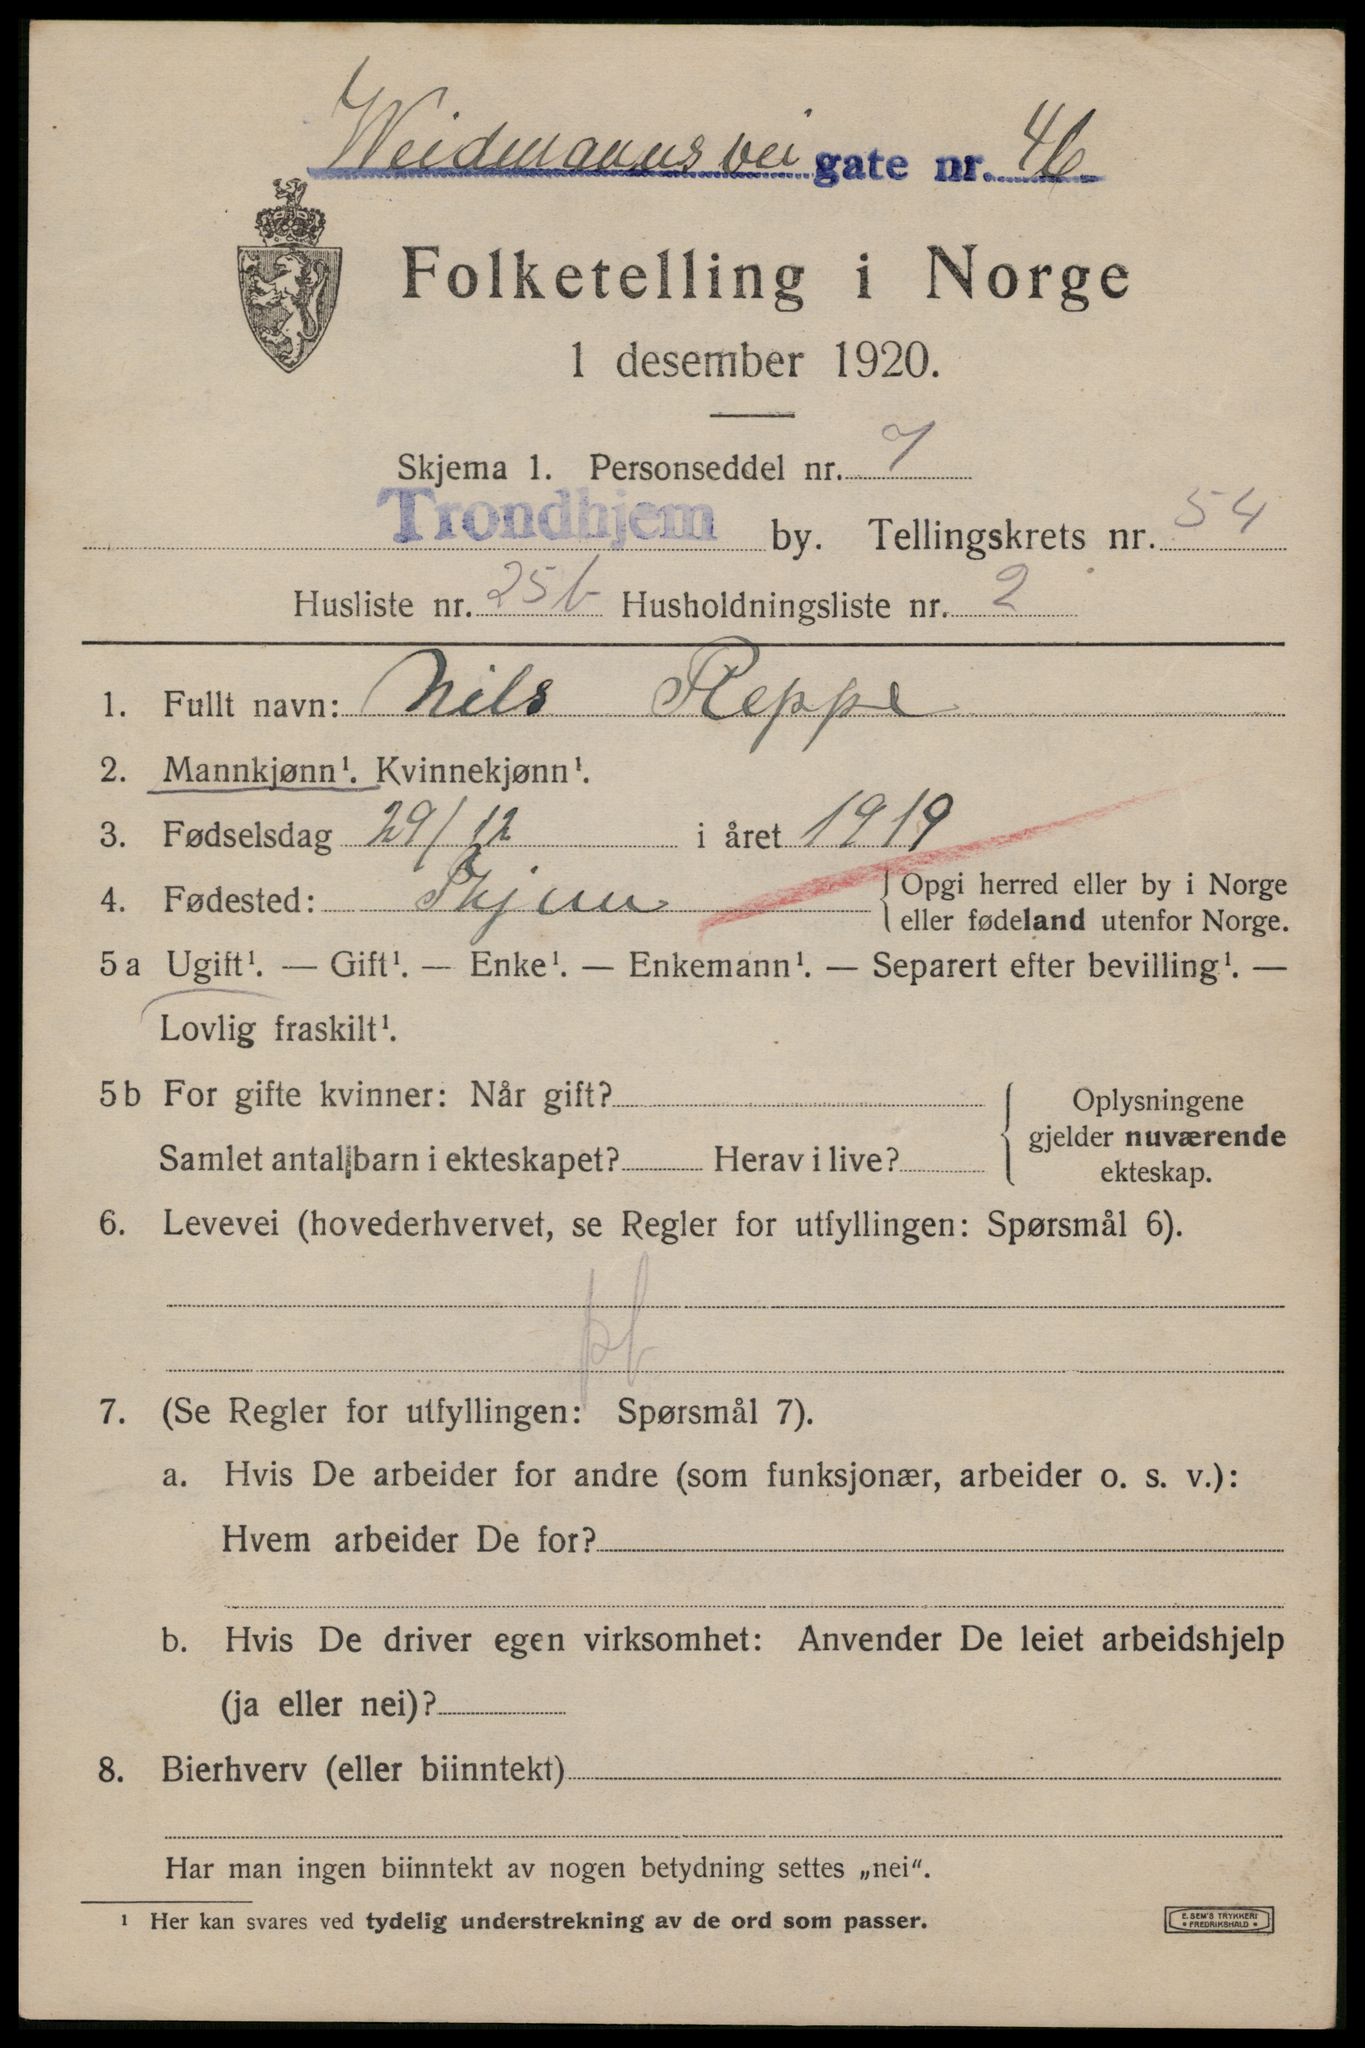 Weidemannsvei gate nr. 46
Folketelling i Norge
1 desember 1920.
Skjema 1. Personseddel nr. 7
Trondhjem by. Tellingskrets nr. 54
Husliste nr. 25b Husholdningsliste nr. 2
1. Fullt navn: Nils Reppe
2. Mannkjønn¹. Kvinnekjønn¹.
3. Fødselsdag 29/12 i året 1919
4. Fødested: { Opgi herred eller by i Norge
eller fødeland utenfor Norge.
5 a Ugift¹. — Gift¹. — Enke¹. — Enkemann¹. — Separert efter bevilling¹. —
Lovlig fraskilt¹.
5 b For gifte kvinner: Når gift?
Samlet antall barn i ekteskapet? Herav i live?
Oplysningene
gjelder nuværende
ekteskap.
6. Levevei (hovederhvervet, se Regler for utfyllingen: Spørsmål 6).
7. (Se Regler for utfyllingen: Spørsmål 7).
a. Hvis De arbeider for andre (som funksjonær, arbeider o. s. v.):
Hvem arbeider De for?
b. Hvis De driver egen virksomhet: Anvender De leiet arbeidshjelp
(ja eller nei)?
8. Bierhverv (eller biinntekt)
Har man ingen biinntekt av nogen betydning settes „nei“.
¹ Her kan svares ved tydelig understrekning av de ord som passer.
E. SEM'S TRYKKERI
• FREDRIKSHALD •